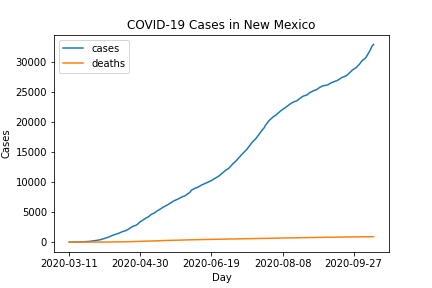 COVID-19 Cases in New Mexico
cases
deaths
30000
25000
20000
15000
10000
5000
0
Cases
2020-03-11 2020-04-30 2020-06-19 2020-08-08 2020-09-27
Day